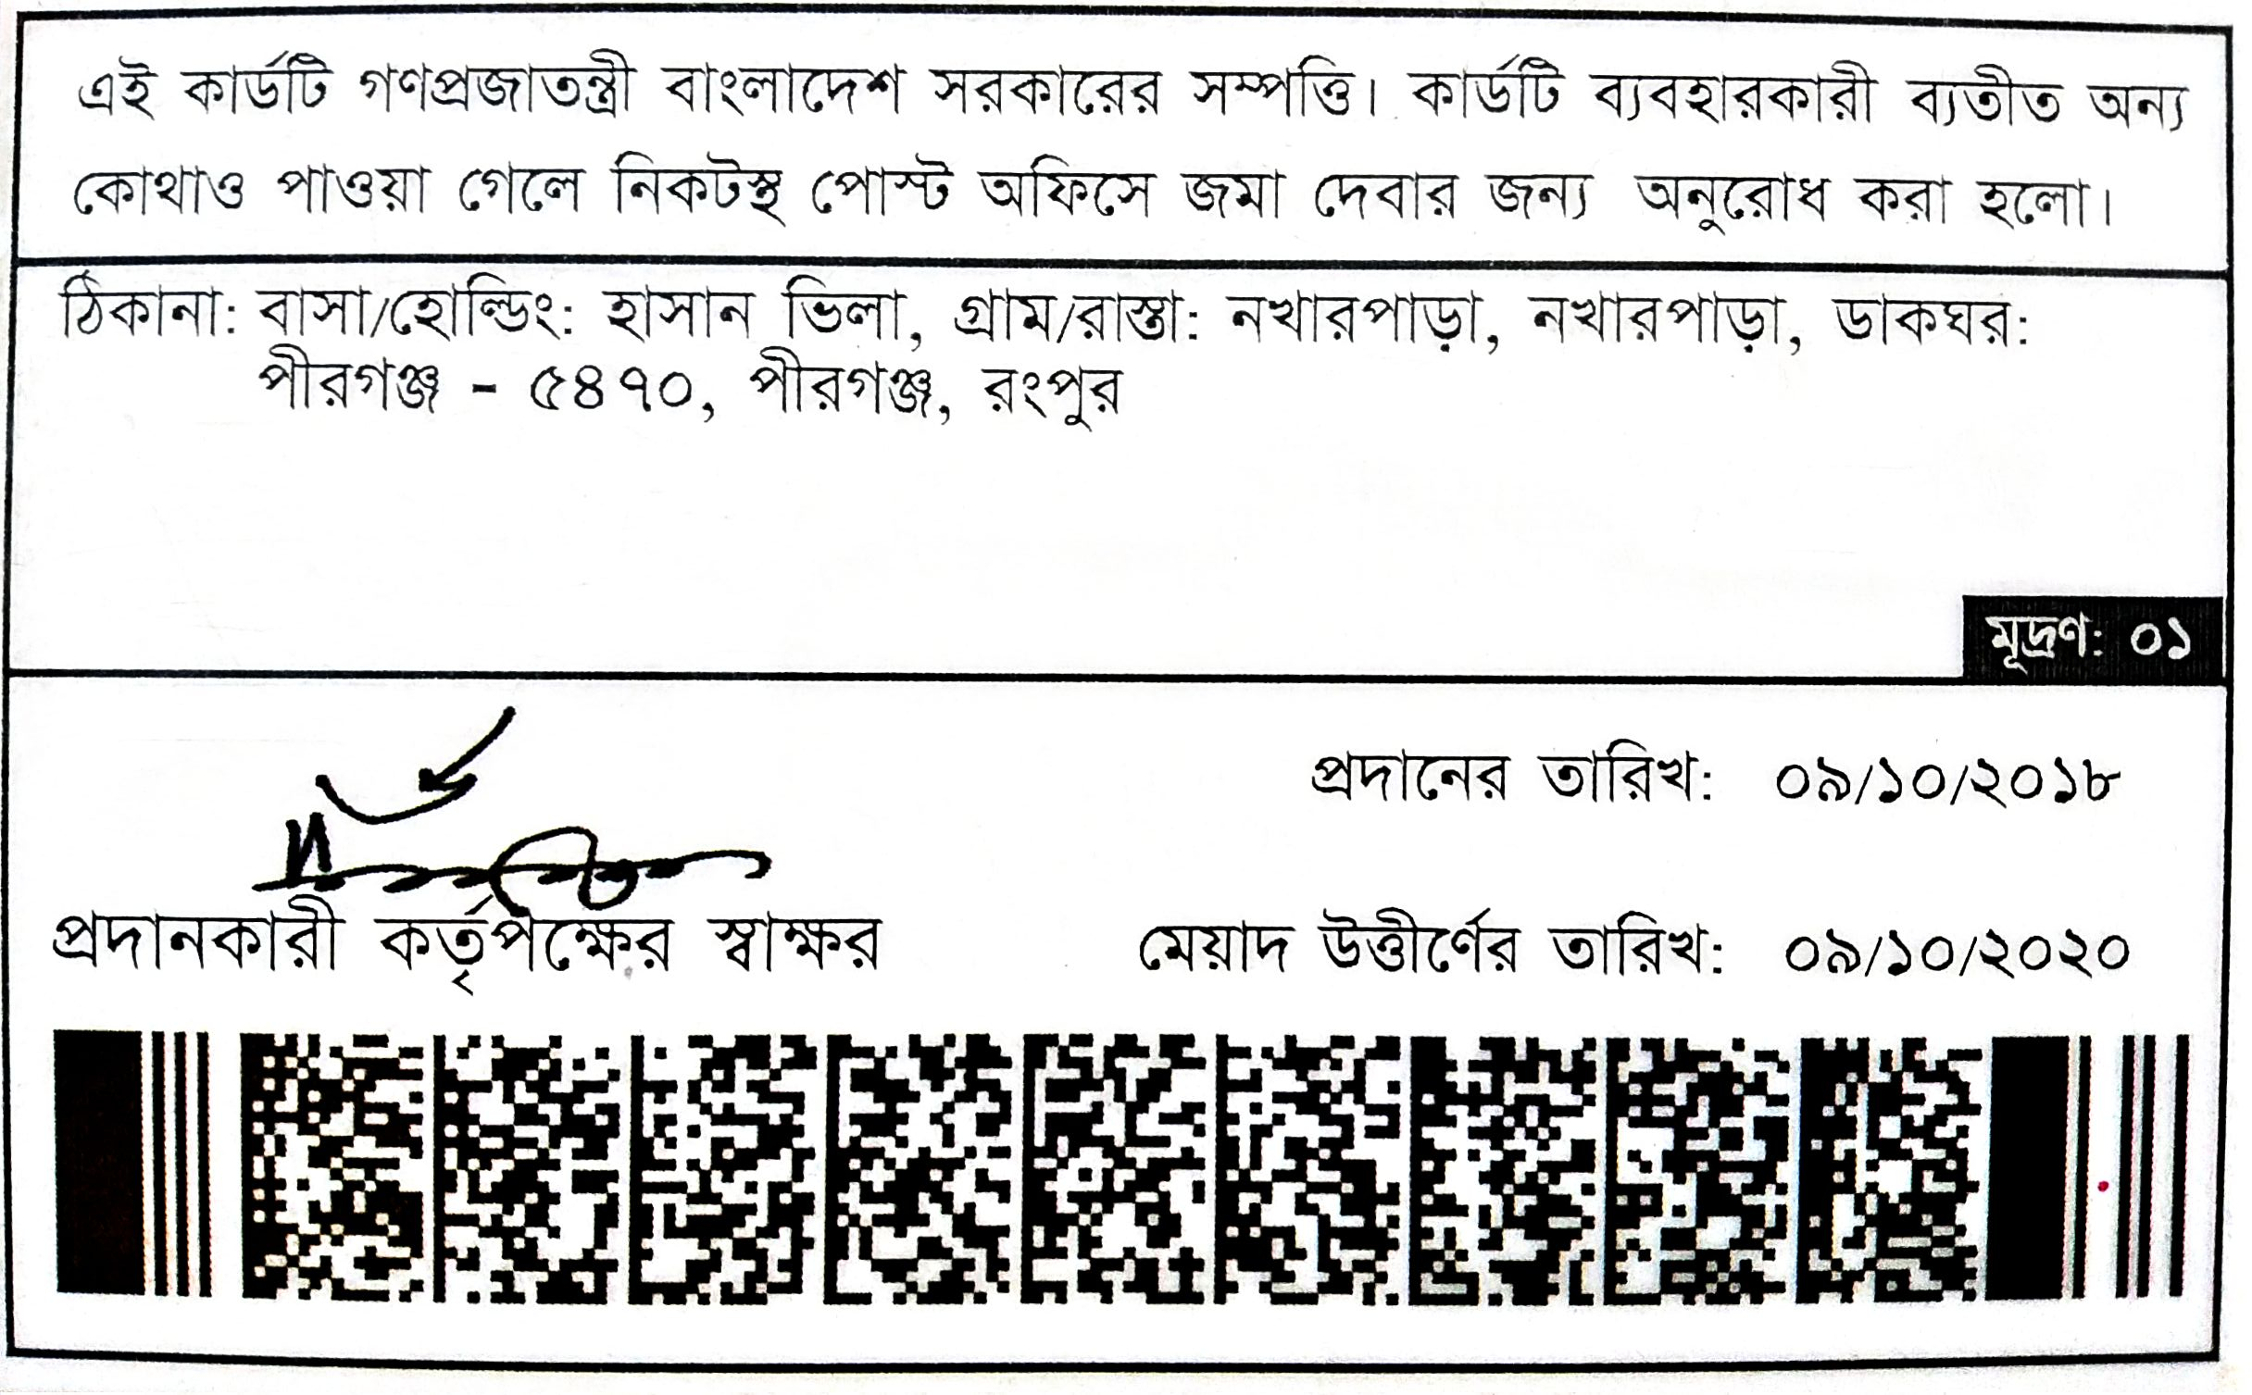 এই কার্ডটি গণপ্রজাতন্ত্রী বাংলাদেশ সরকারের সম্পত্তি। কার্ডটি ব্যবহারকারী ব্যতীত অন্য
কোথাও পাওয়া গেলে নিকটস্থ পোস্ট অফিসে জমা দেবার জন্য অনুরোধ করা হলো।
ঠিকানা: বাসা/হোল্ডিং: হাসান ভিলা, গ্রাম/রাস্তা: নখারপাড়া, নখারপাড়া, ডাকঘর:
পীরগঞ্জ - ৫৪৭০, পীরগঞ্জ, রংপুর
মূদ্রণ: ০১
প্রদানের তারিখ: ০৯/১০/২০১৮
প্রদানকারী কর্তৃপক্ষের স্বাক্ষর
মেয়াদ উত্তীর্ণের তারিখ: ০৯/১০/২০২০